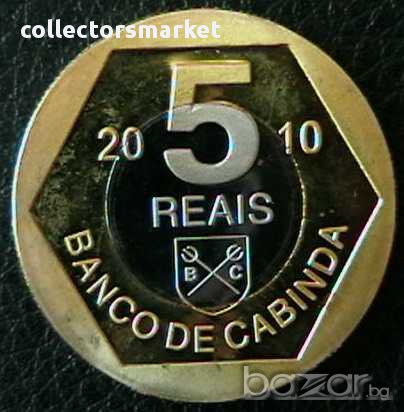 collectorsmarket
5
20 10
REAIS
B C
BANCO DE CABINDA
bazar.bg